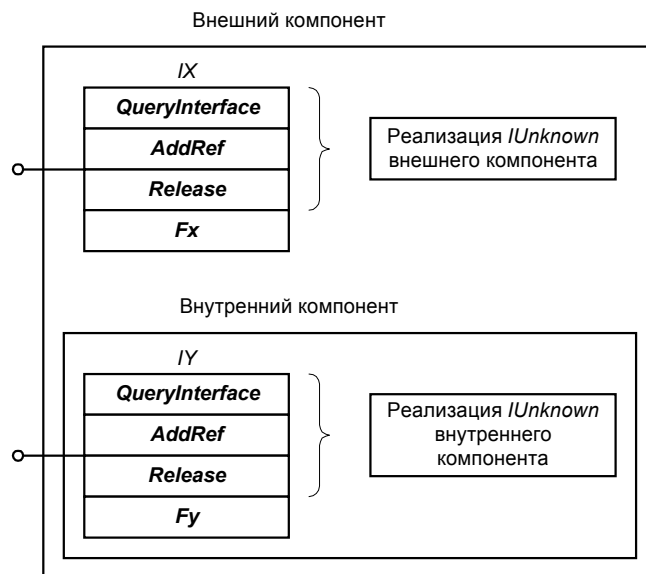 Внешний компонент
IX
QueryInterface
AddRef
Release
Fx
Реализация IUnknown
внешнего компонента
Внутренний компонент
IY
QueryInterface
AddRef
Release
Fy
Реализация IUnknown
внутреннего
компонента